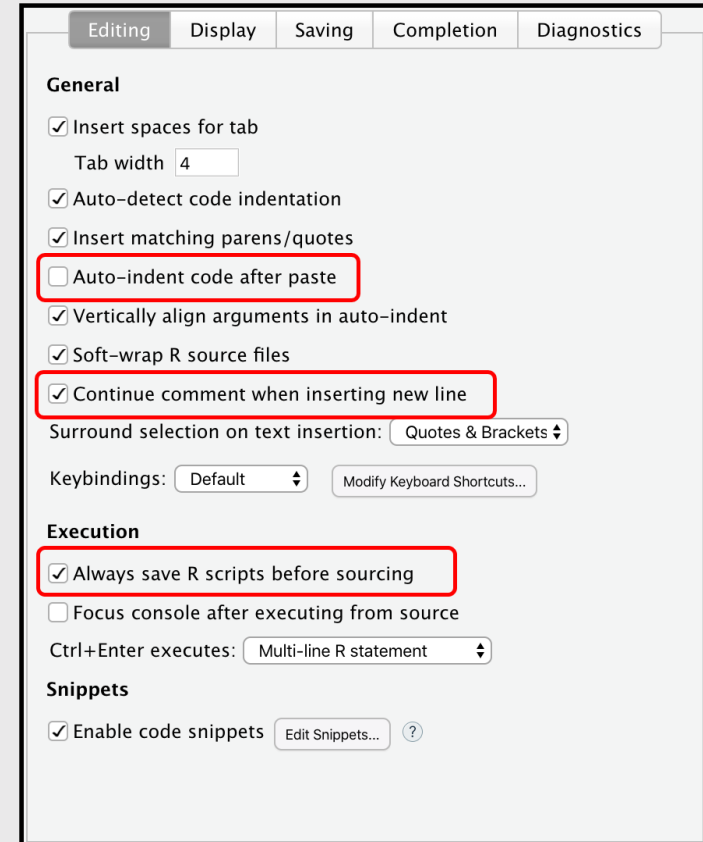 Editing Display Saving Completion Diagnostics
General
Insert spaces for tab
Tab width 4
Auto-detect code indentation
Insert matching parens/quotes
Auto-indent code after paste
Vertically align arguments in auto-indent
Soft-wrap R source files
Continue comment when inserting new line
Surround selection on text insertion: Quotes & Brackets
Keybindings: Default Modify Keyboard Shortcuts...
Execution
Always save R scripts before sourcing
Focus console after executing from source
Ctrl+Enter executes: Multi-line R statement
Snippets
Enable code snippets Edit Snippets... ?